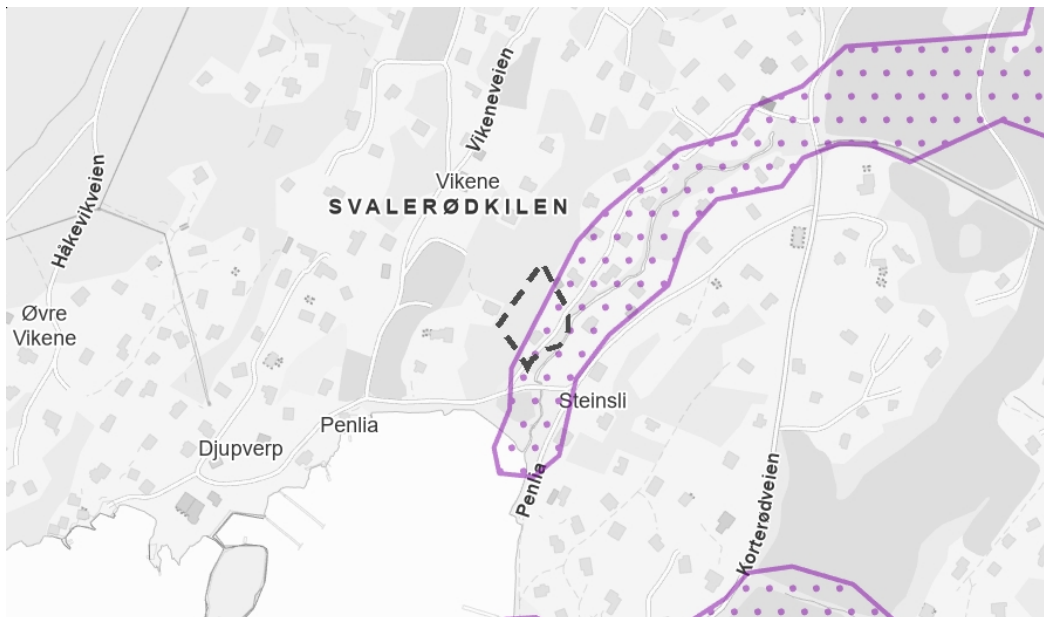 Vikeneveien
Vikene
SVALERØDKILEN
Håkevikveien
Øvre
Vikene
Steinsli
Penlia
Djupverp
Penlia
Korterødveien